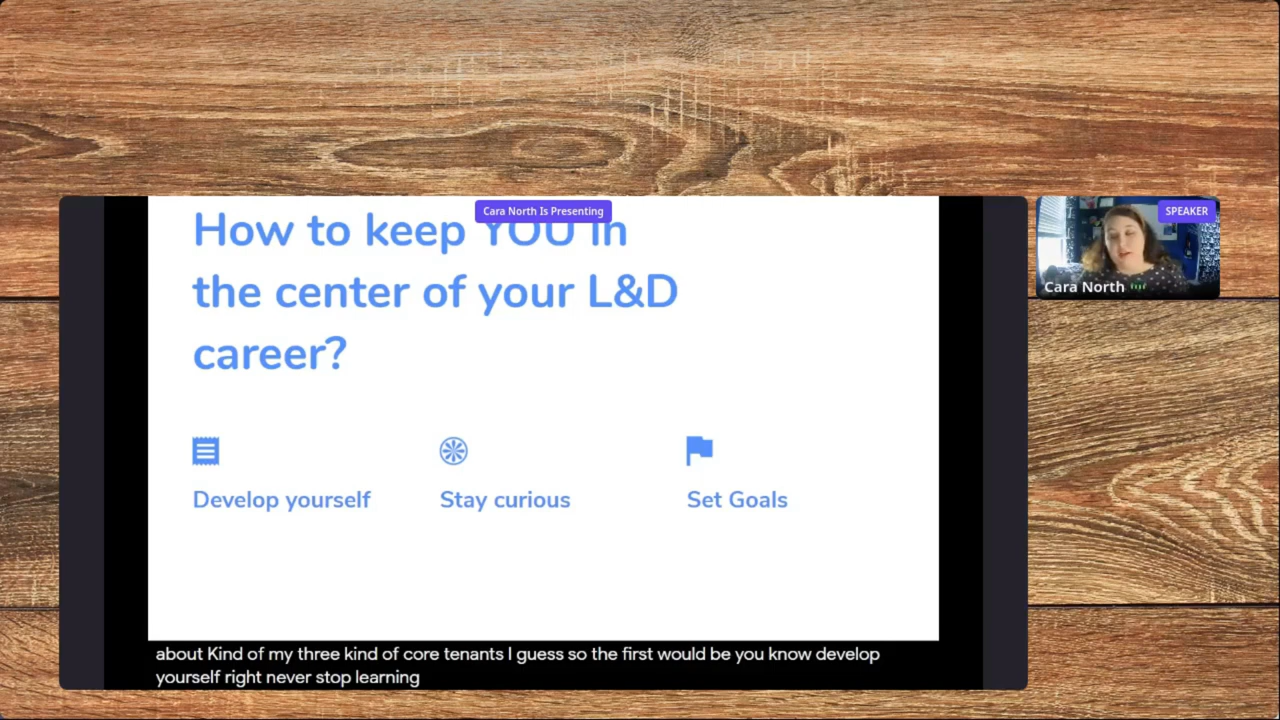 Cara North Is Presenting
SPEAKER
How to keep YOU in
the center of your L&D
career?
Cara North
Develop yourself
Stay curious
Set Goals
about Kind of my three kind of core tenants I guess so the first would be you know develop
yourself right never stop learning